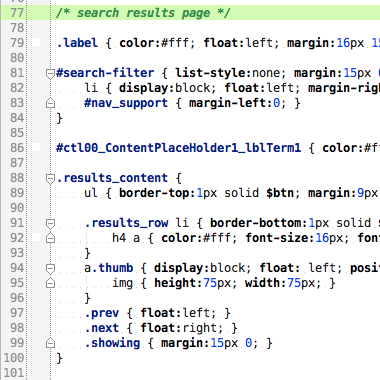 77 /* search results page */
78
79 .label { color:#fff; float:left; margin:16px
80
81 #search-filter { list-style:none; margin:15px
82 li { display:block; float:left; margin-righ
83 #nav_support { margin-left:0; }
84 }
85
86 #ctl00_ContentPlaceHolder1_lblTerm1 { color:#f
87
88 .results_content {
89 ul { border-top:1px solid $btn; margin:9px
90
91 .results_row li { border-bottom:1px solid $
92 h4 a { color:#fff; font-size:16px; fon
93 }
94 a.thumb { display:block; float: left; posi
95 img { height:75px; width:75px; }
96 }
97 .prev { float:left; }
98 .next { float:right; }
99 .showing { margin:15px 0; }
100 }
101